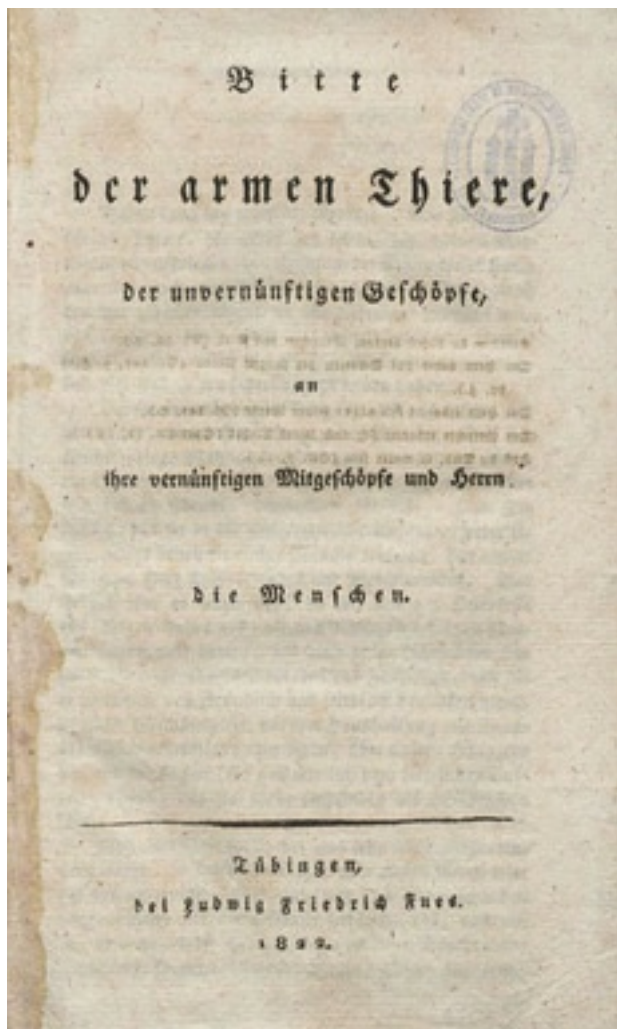 Bitte
der armen Thiere,
der unvernünftigen Geschöpfe,
an
ihre vernünftigen Mitgeschöpfe und Herrn
die Menschen.
Tübingen,
bei Ludwig Friedrich Fues.
1822.